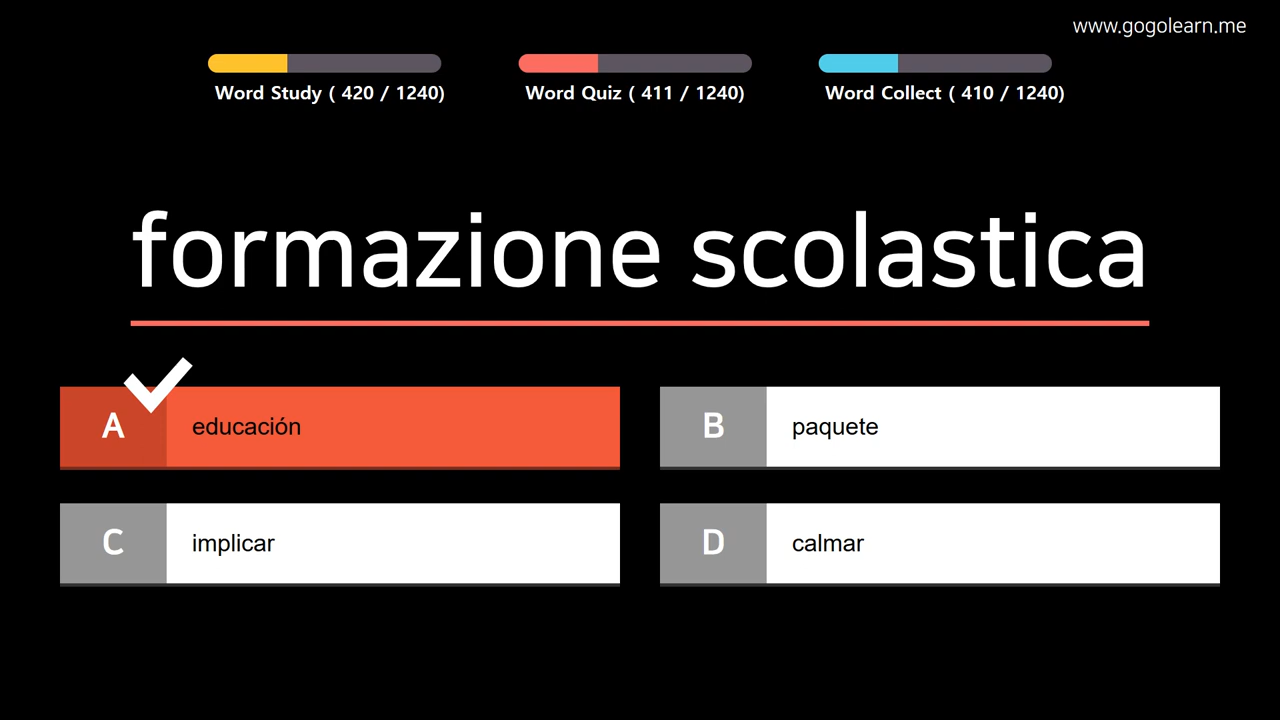 www.gogolearn.me
Word Study ( 420 / 1240)
Word Quiz ( 411 / 1240)
Word Collect ( 410 / 1240)
formazione scolastica
A educación
B paquete
C implicar
D calmar